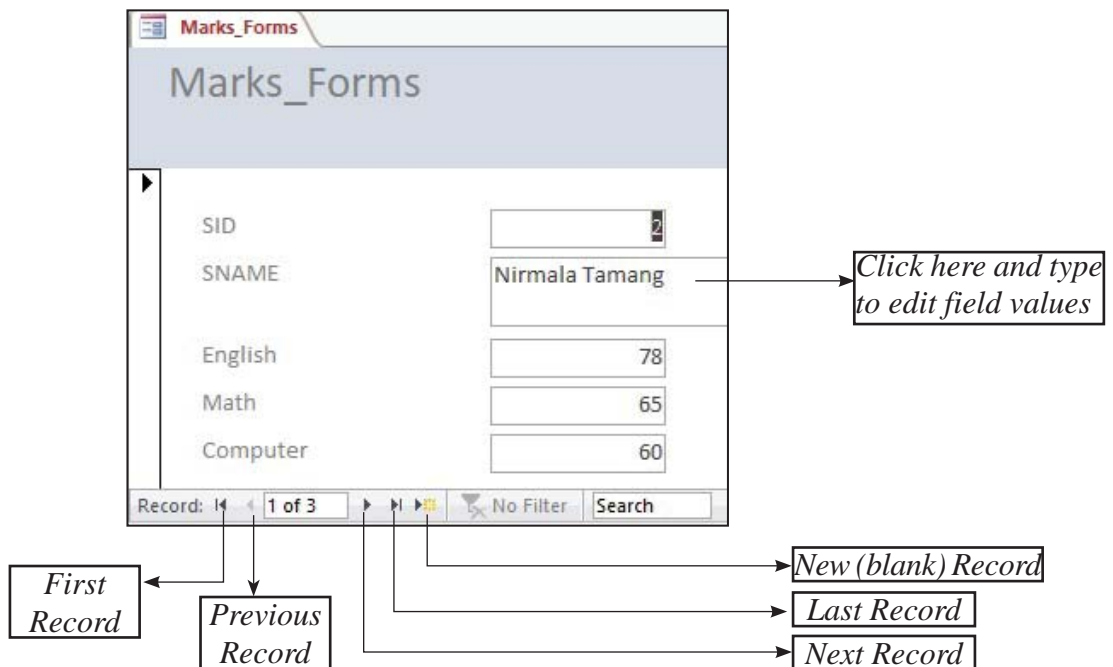 Marks_Forms
Marks_Forms
SID 2
SNAME Nirmala Tamang
Click here and type
to edit field values
English 78
Math 65
Computer 60
Record: 1 of 3 No Filter Search
New (blank) Record
First
Record
Previous
Record
Last Record
Next Record